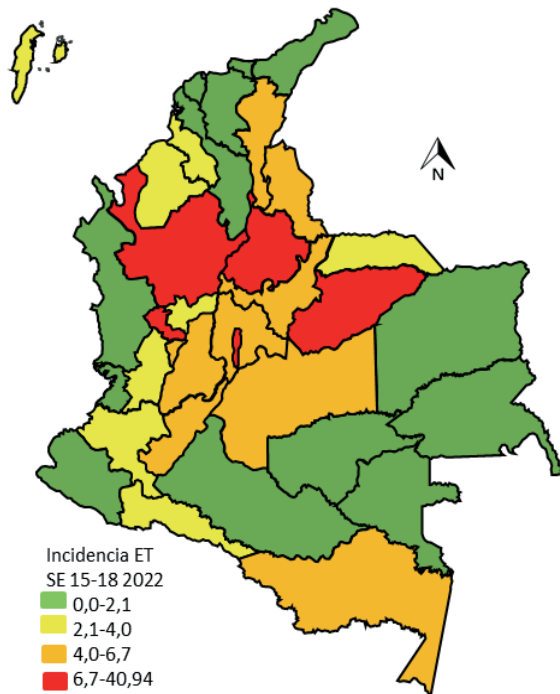 N
Incidencia ET
SE 15-18 2022
0,0-2,1
2,1-4,0
4,0-6,7
6,7-40,94